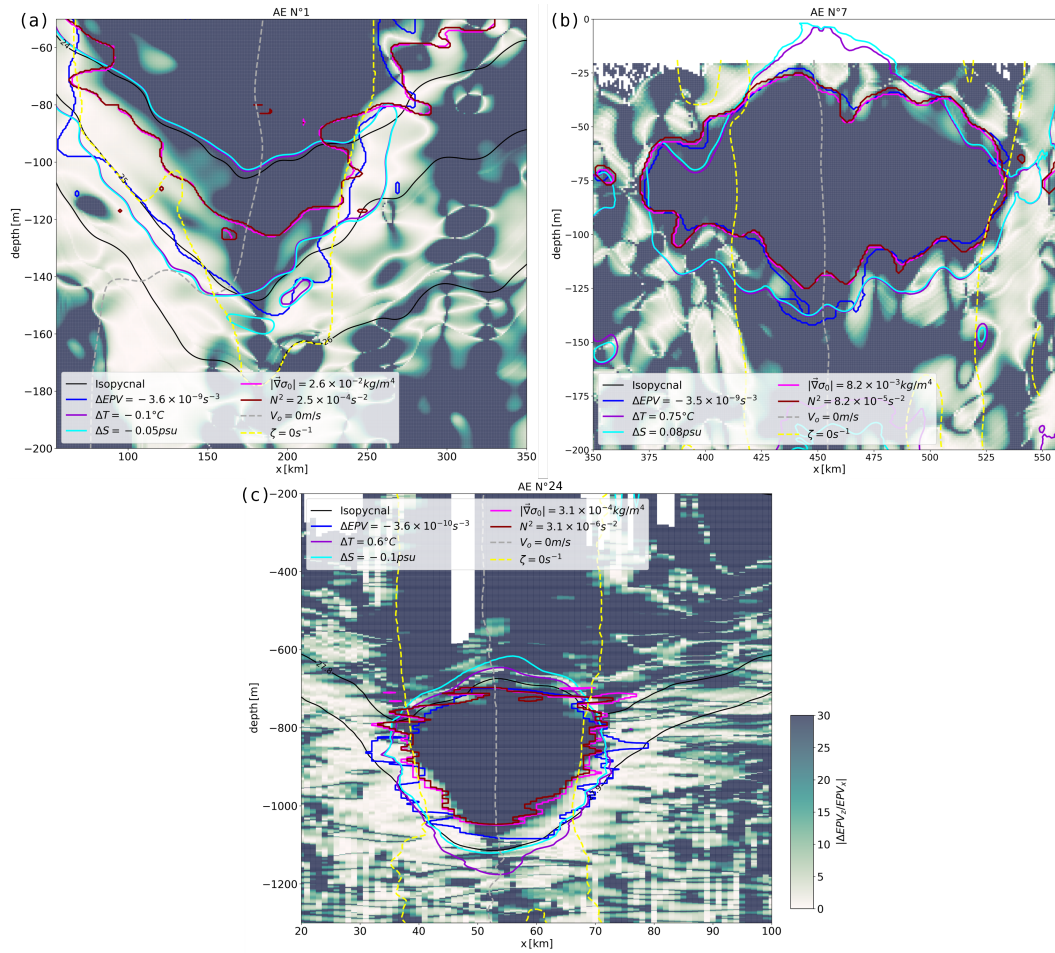 (a)
AE N°1
−60
−80
−100
−120
−140
−160
−180
−200
depth [m]
24
25
26
Isopycnal
ΔEPV = −3.6 × 10⁻⁹s⁻³
ΔT = −0.1°C
ΔS = −0.05psu
|∇⃗σ₀| = 2.6 × 10⁻²kg/m⁴
N² = 2.5 × 10⁻⁴s⁻²
Vₒ = 0m/s
ζ = 0s⁻¹
100
150
200
250
300
350
x [km]
(b)
AE N°7
0
−25
−50
−75
−100
−125
−150
−175
−200
depth [m]
Isopycnal
ΔEPV = −3.5 × 10⁻⁹s⁻³
ΔT = 0.75°C
ΔS = 0.08psu
|∇⃗σ₀| = 8.2 × 10⁻³kg/m⁴
N² = 8.2 × 10⁻⁵s⁻²
Vₒ = 0m/s
ζ = 0s⁻¹
350
375
400
425
450
475
500
525
550
x [km]
(c)
AE N°24
−200
−400
−600
−800
−1000
−1200
depth [m]
27.8
Isopycnal
ΔEPV = −3.6 × 10⁻¹⁰s⁻³
ΔT = 0.6°C
ΔS = −0.1psu
|∇⃗σ₀| = 3.1 × 10⁻⁴kg/m⁴
N² = 3.1 × 10⁻⁶s⁻²
Vₒ = 0m/s
ζ = 0s⁻¹
20
30
40
50
60
70
80
90
100
x [km]
30
25
20
15
10
5
0
|ΔEPV_z/EPV_x|